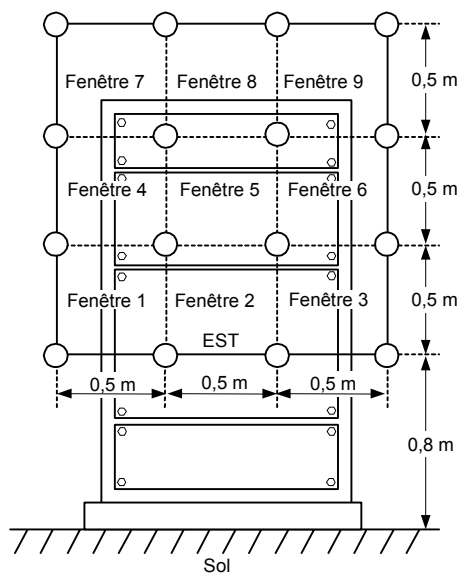 Fenêtre 7 Fenêtre 8 Fenêtre 9
0,5 m
Fenêtre 4 Fenêtre 5 Fenêtre 6
0,5 m
Fenêtre 1 Fenêtre 2 Fenêtre 3
0,5 m
EST
0,5 m 0,5 m 0,5 m
0,8 m
Sol